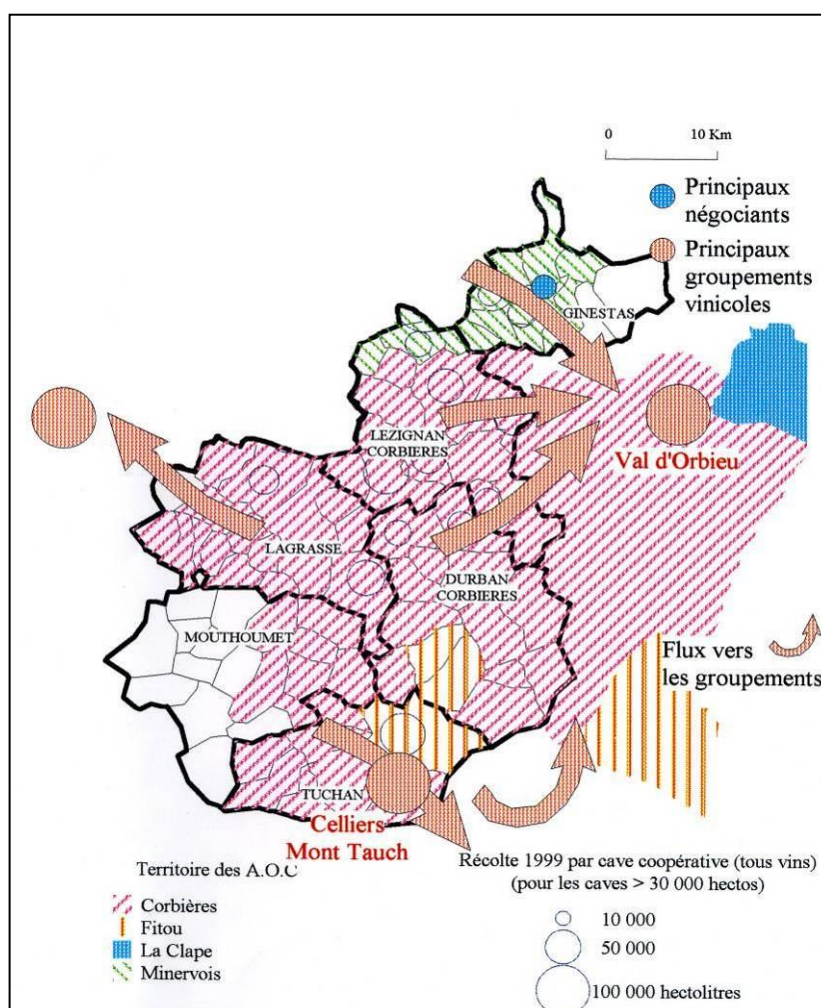 0 10 Km
Principaux
négociants
Principaux
groupements
vinicoles
GINESTAS
LEZIGNAN
CORBIERES
Val d'Orbieu
LAGRASSE
DURBAN
CORBIERES
MOUTHOUMET
Flux vers
les groupements
TUCHAN
Celliers
Mont Tauch
Territoire des A.O.C
Corbières
Fitou
La Clape
Minervois
Récolte 1999 par cave coopérative (tous vins)
(pour les caves > 30 000 hectos)
10 000
50 000
100 000 hectolitres